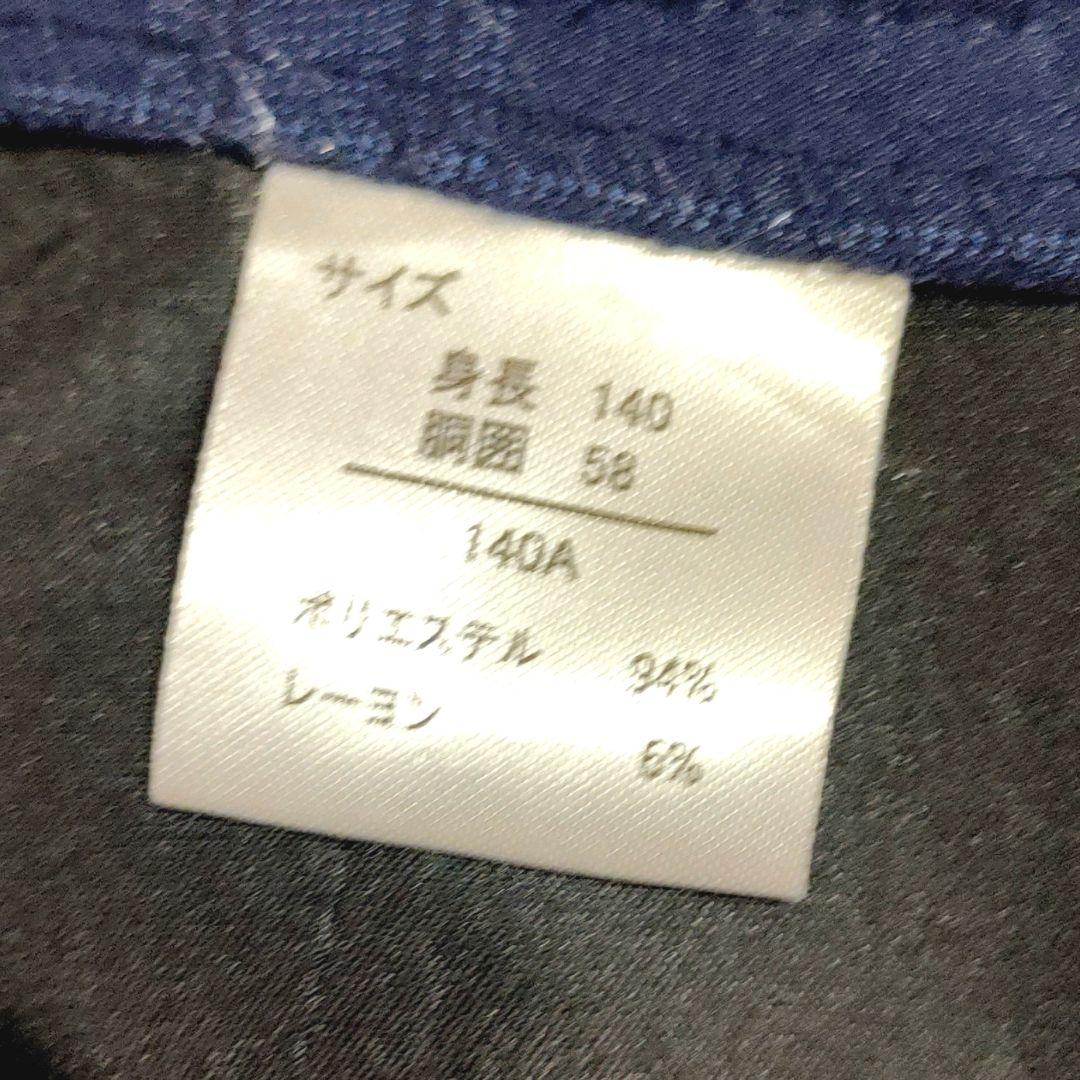 サイズ
身長 140
胴囲 58
140A
ポリエステル 94%
レーヨン 6%